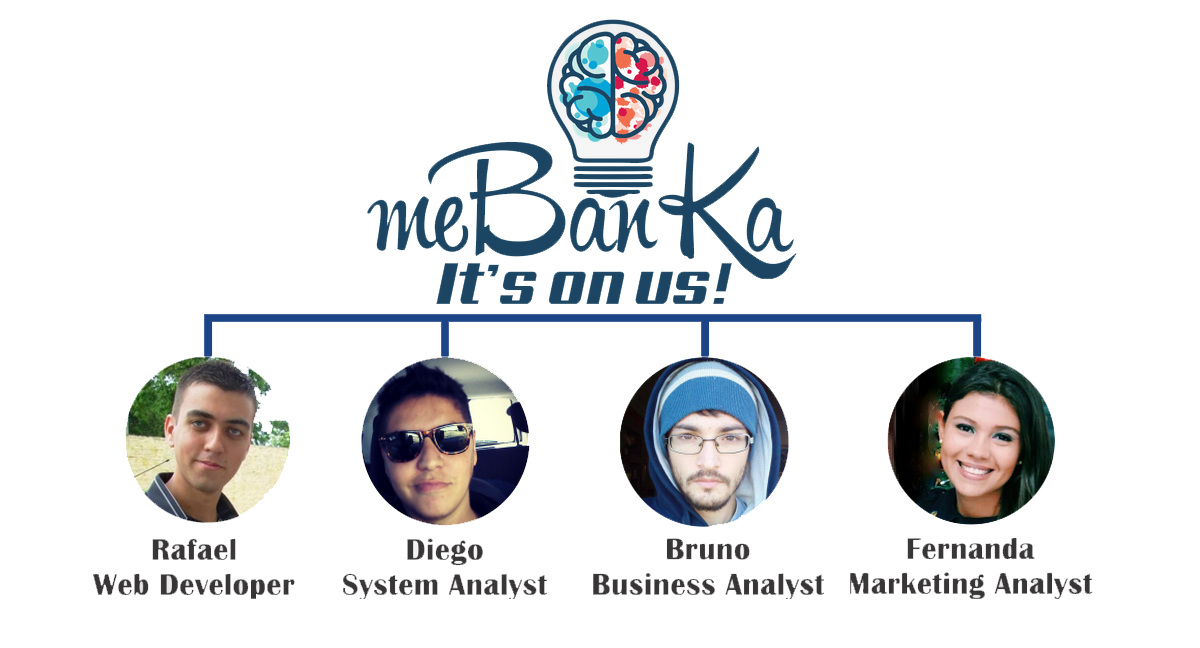 meBanKa
It's on us!
Rafael
Web Developer
Diego
System Analyst
Bruno
Business Analyst
Fernanda
Marketing Analyst